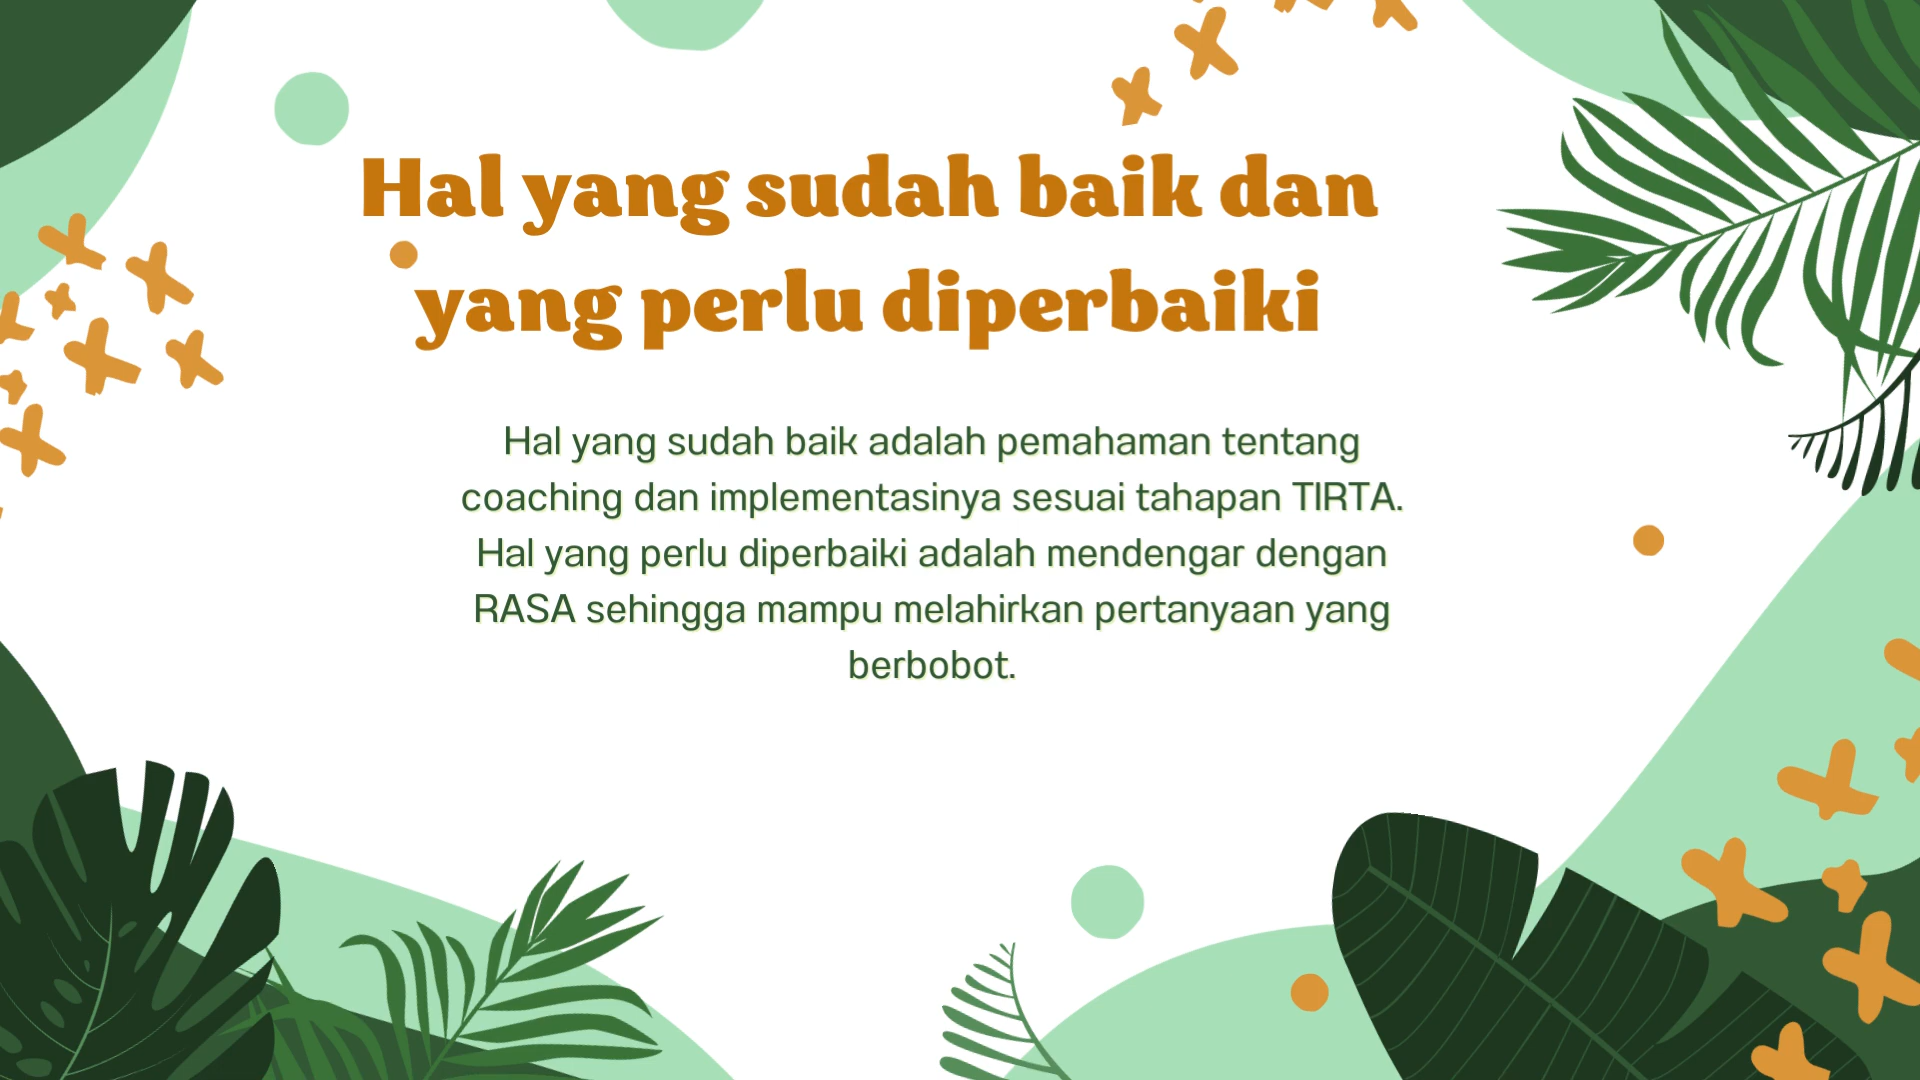 Hal yang sudah baik dan
yang perlu diperbaiki
Hal yang sudah baik adalah pemahaman tentang
coaching dan implementasinya sesuai tahapan TIRTA.
Hal yang perlu diperbaiki adalah mendengar dengan
RASA sehingga mampu melahirkan pertanyaan yang
berbobot.